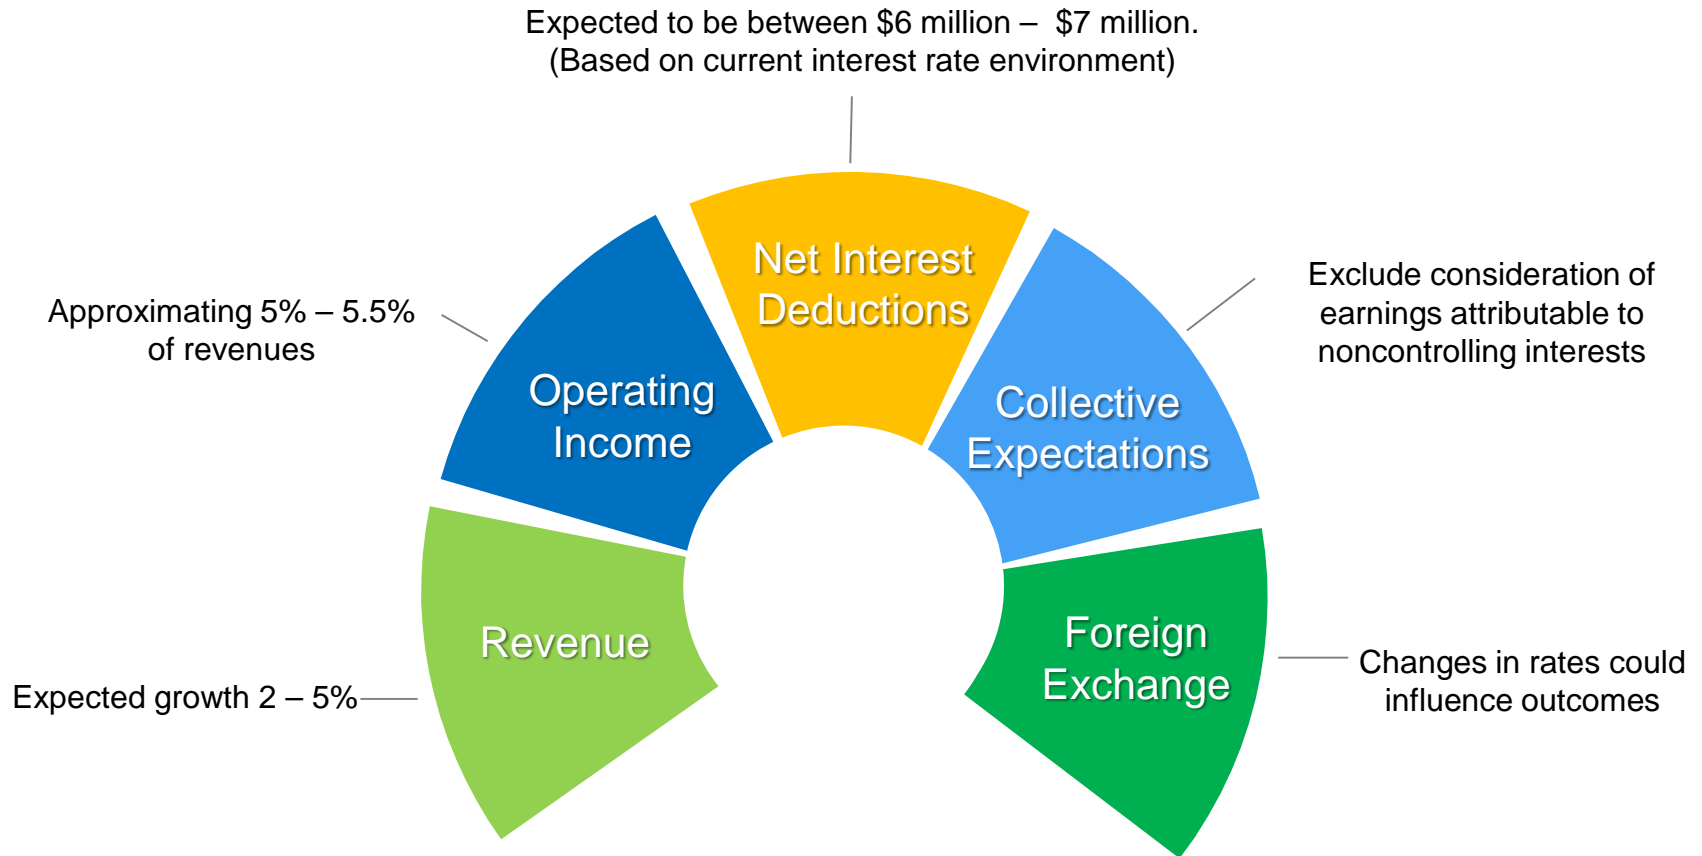 Expected to be between $6 million – $7 million.
(Based on current interest rate environment)
Net Interest
Deductions
Approximating 5% – 5.5%
of revenues
Operating
Income
Exclude consideration of
earnings attributable to
noncontrolling interests
Collective
Expectations
Revenue
Expected growth 2 – 5%
Foreign
Exchange
Changes in rates could
influence outcomes